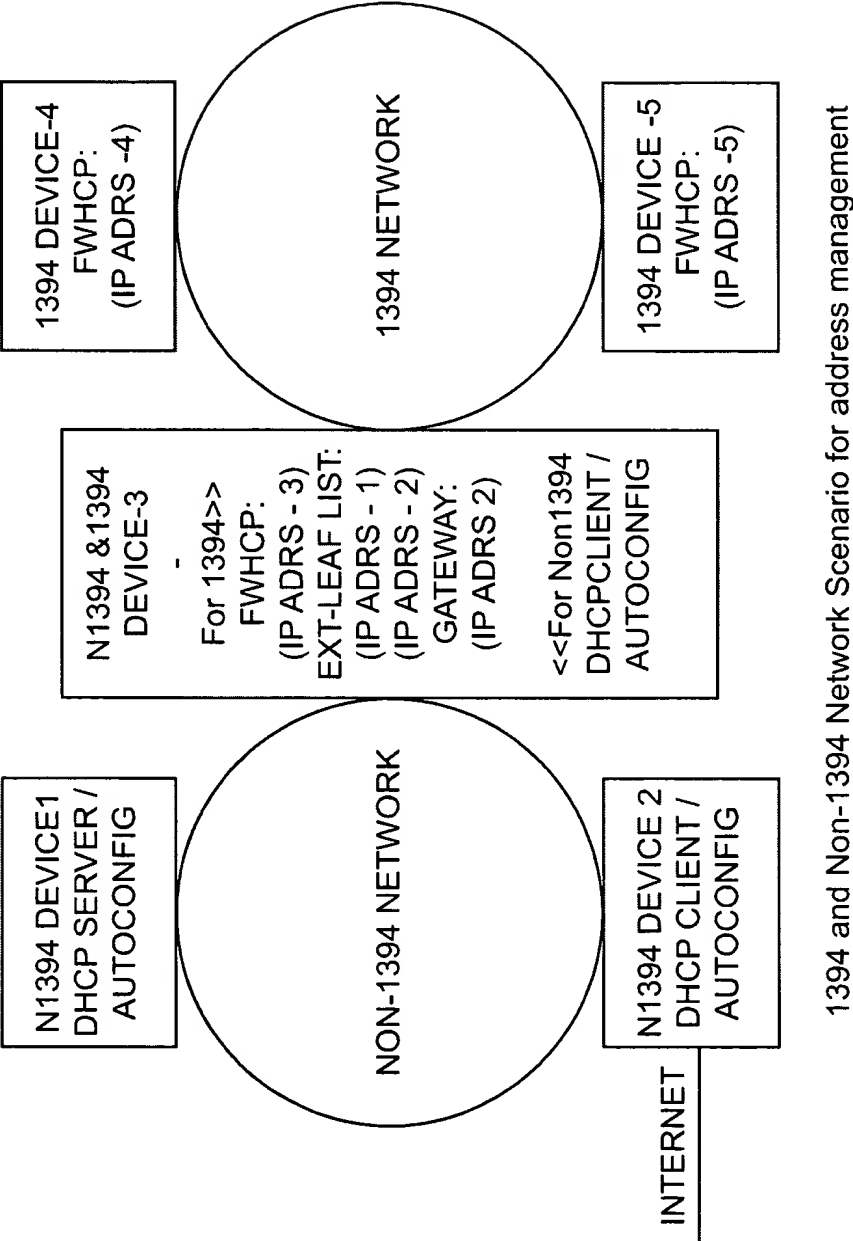 N1394 DEVICE1
DHCP SERVER /
AUTOCONFIG
NON-1394 NETWORK
INTERNET
N1394 DEVICE 2
DHCP CLIENT /
AUTOCONFIG
N1394 &1394
DEVICE-3
-
For 1394>>
FWHCP:
(IP ADRS - 3)
EXT-LEAF LIST:
(IP ADRS - 1)
(IP ADRS - 2)
GATEWAY:
(IP ADRS 2)
<<For Non1394
DHCPCLIENT /
AUTOCONFIG
1394 DEVICE-4
FWHCP:
(IP ADRS -4)
1394 NETWORK
1394 DEVICE -5
FWHCP:
(IP ADRS -5)
1394 and Non-1394 Network Scenario for address management